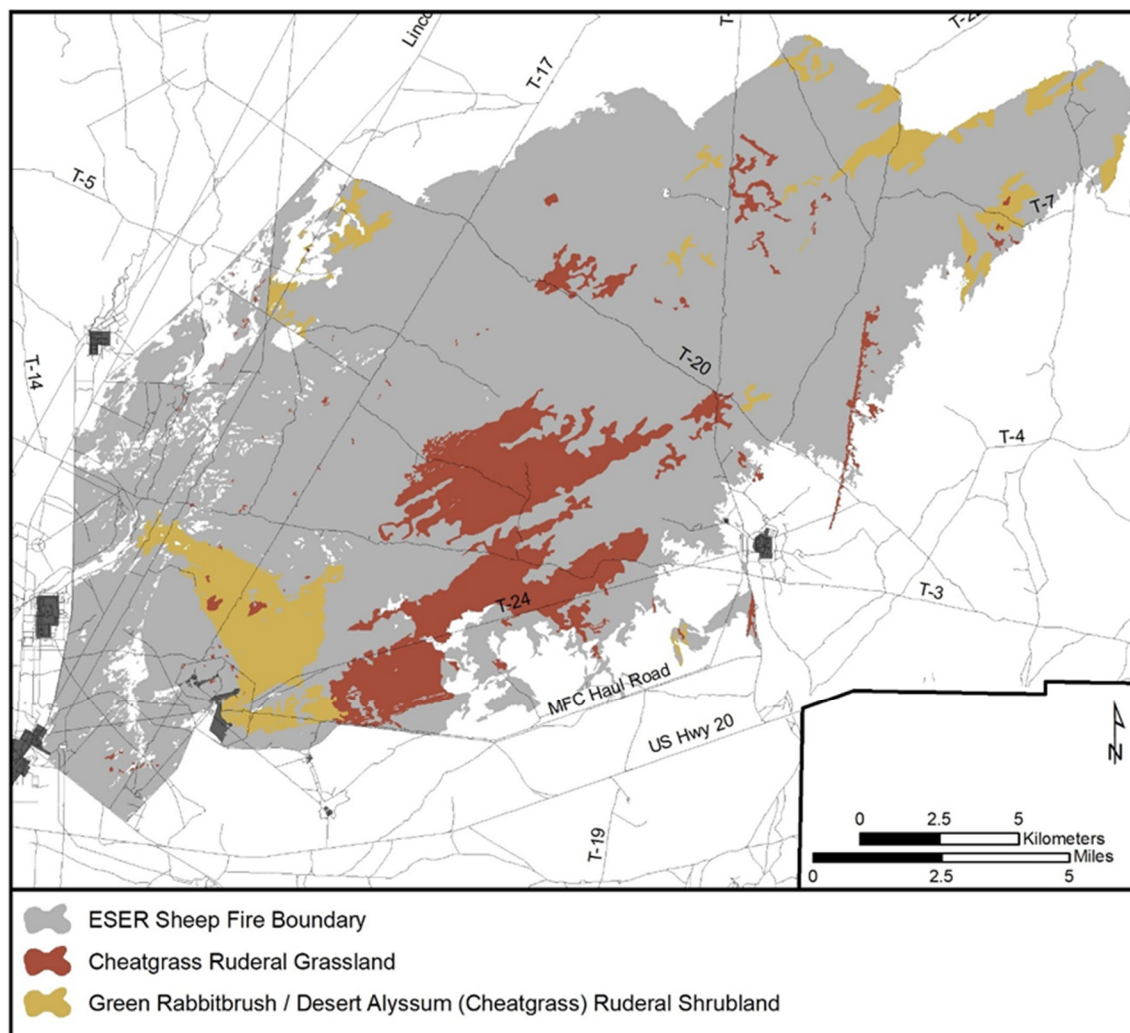 Linco
T-
T-22
T-17
T-5
T-7
T-14
T-20
T-4
T-24
T-3
MFC Haul Road
US Hwy 20
T-19
N
0 2.5 5
Kilometers
Miles
0 2.5 5
ESER Sheep Fire Boundary
Cheatgrass Ruderal Grassland
Green Rabbitbrush / Desert Alyssum (Cheatgrass) Ruderal Shrubland